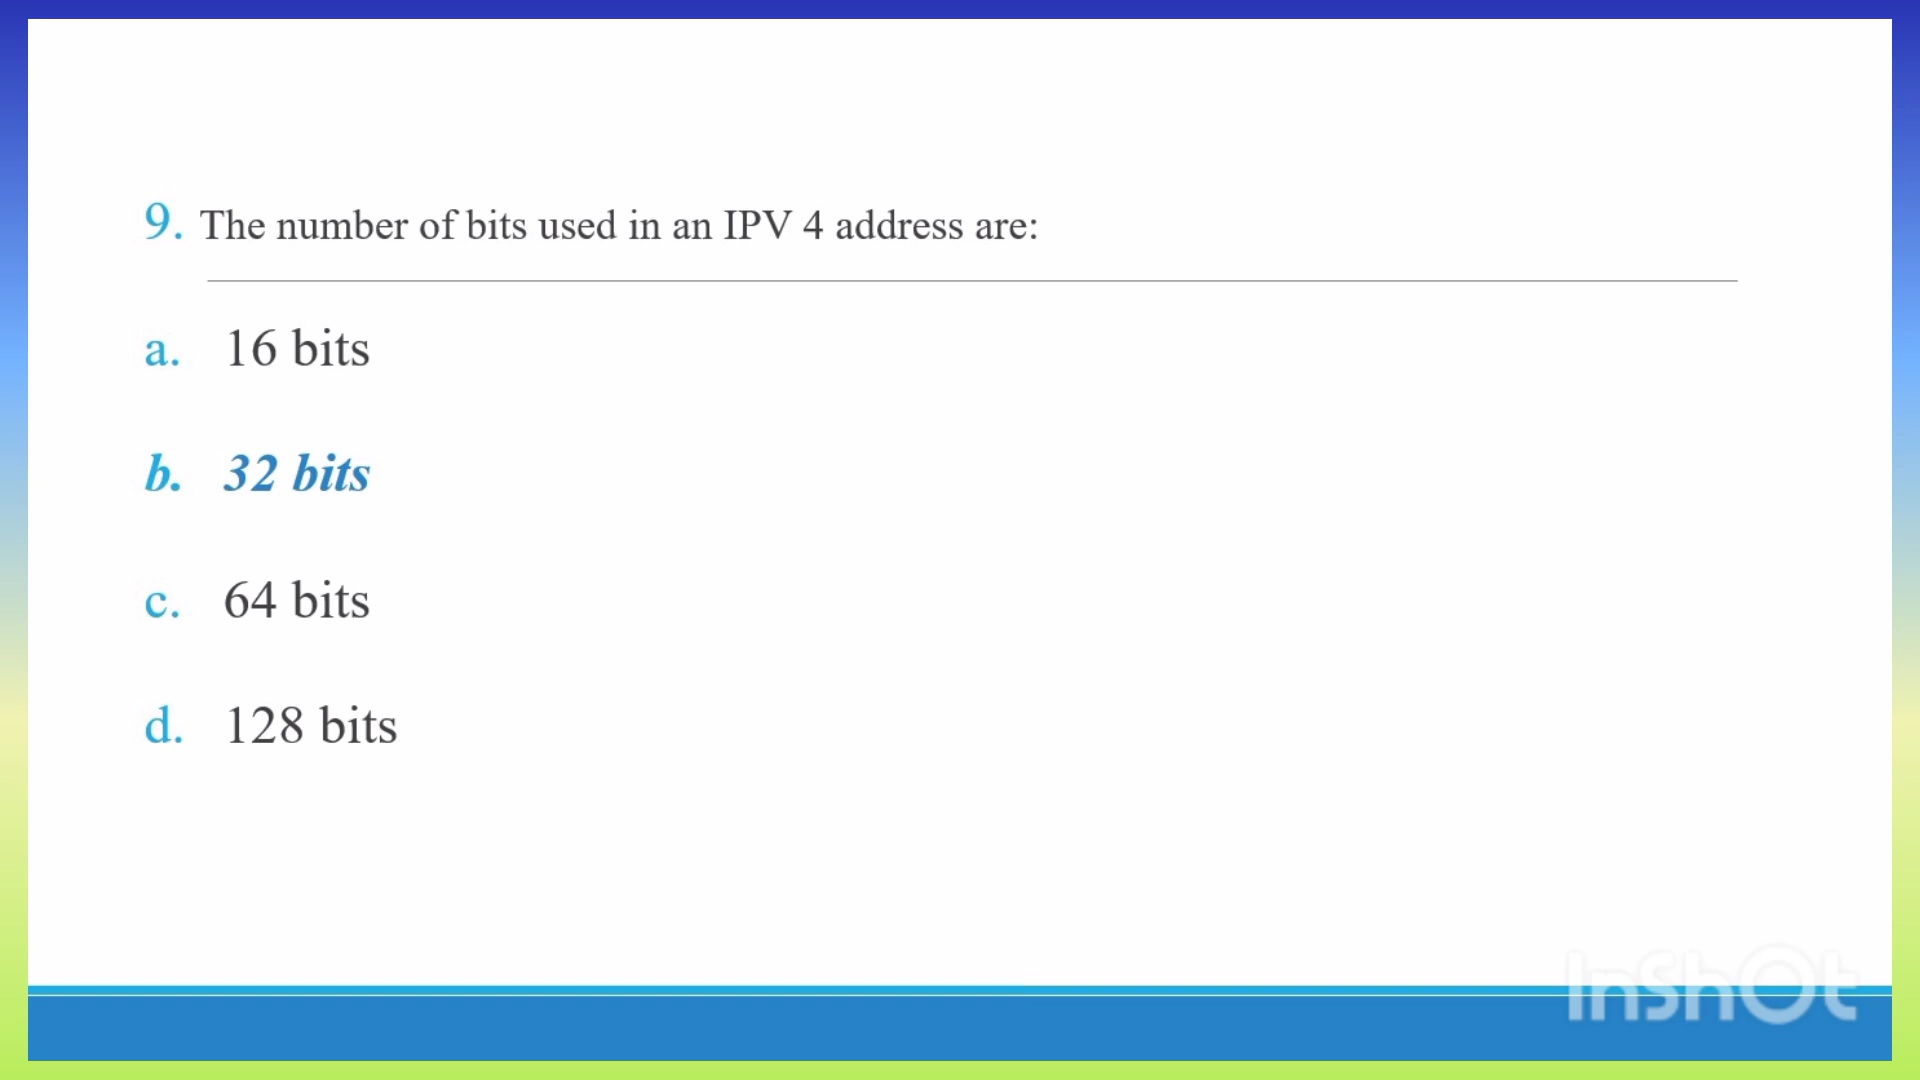 9. The number of bits used in an IPV 4 address are:
a. 16 bits
b. 32 bits
c. 64 bits
d. 128 bits
InShOt